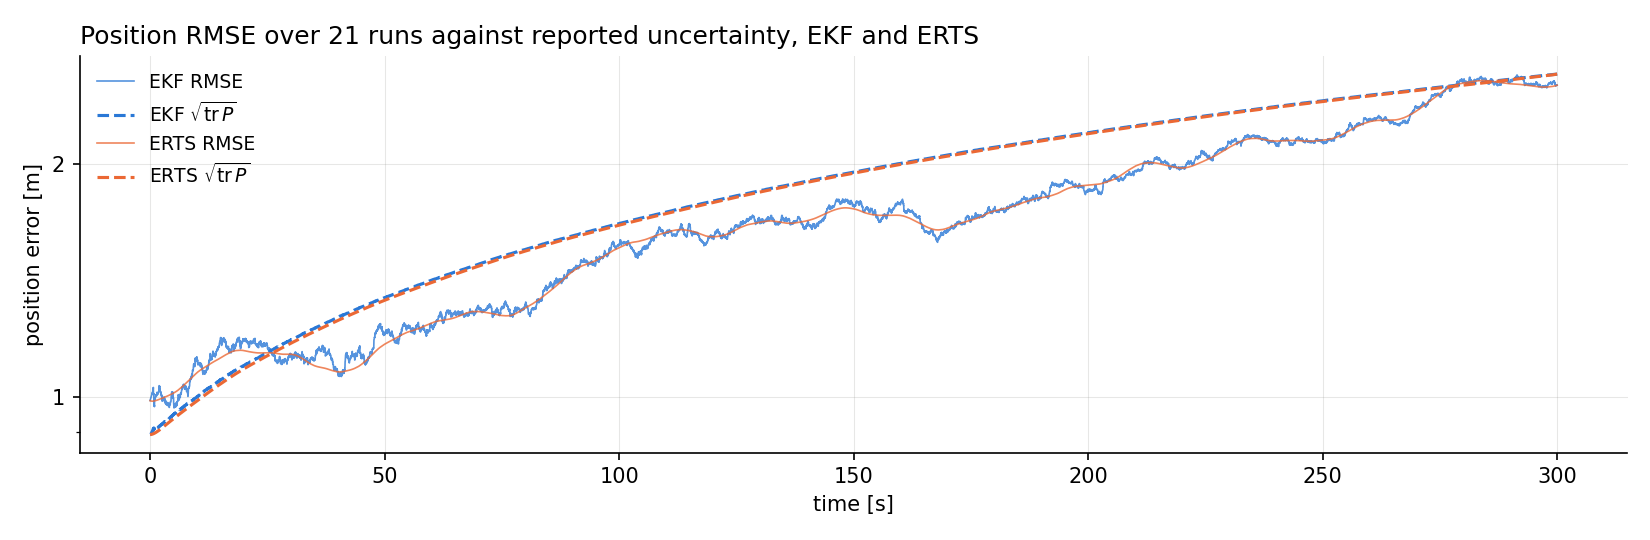 Position RMSE over 21 runs against reported uncertainty, EKF and ERTS
EKF RMSE
EKF √tr P
ERTS RMSE
ERTS √tr P
position error [m]
2
1
0
50
100
150
200
250
300
time [s]